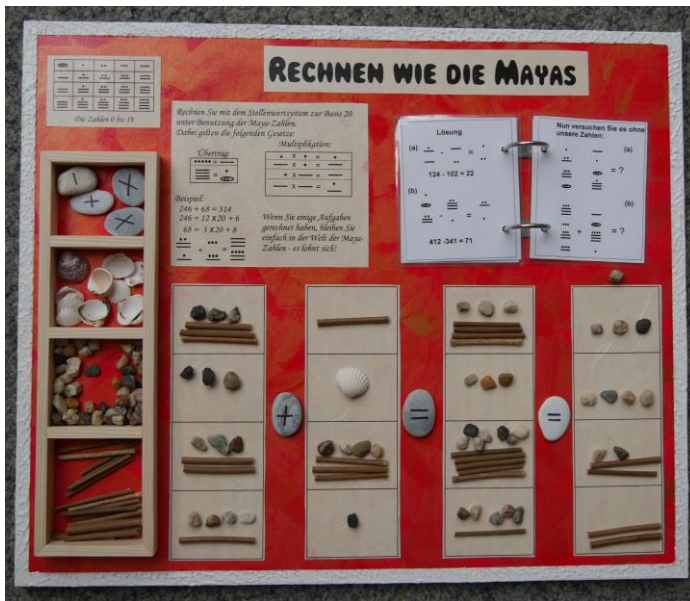 RECHNEN WIE DIE MAYAS
Die Zahlen 0 bis 19
Rechnen Sie mit dem Stellenwertsystem zur Basis 20
unter Benutzung der Maya-Zahlen.
Dabei gelten die folgenden Gesetze:
Übertrag:
Multiplikation:
Beispiel:
246 + 68 = 314
246 = 12 X 20 + 6
68 = 3 X 20 + 8
Wenn Sie einige Aufgaben
gerechnet haben, bleiben Sie
einfach in der Welt der Maya-
Zahlen - es lohnt sich!
Lösung
(a)
124 - 102 = 22
(b)
412 -341 = 71
Nun versuchen Sie es ohne
unsere Zahlen:
(a)
= ?
(b)
+ = ?
+
=
=